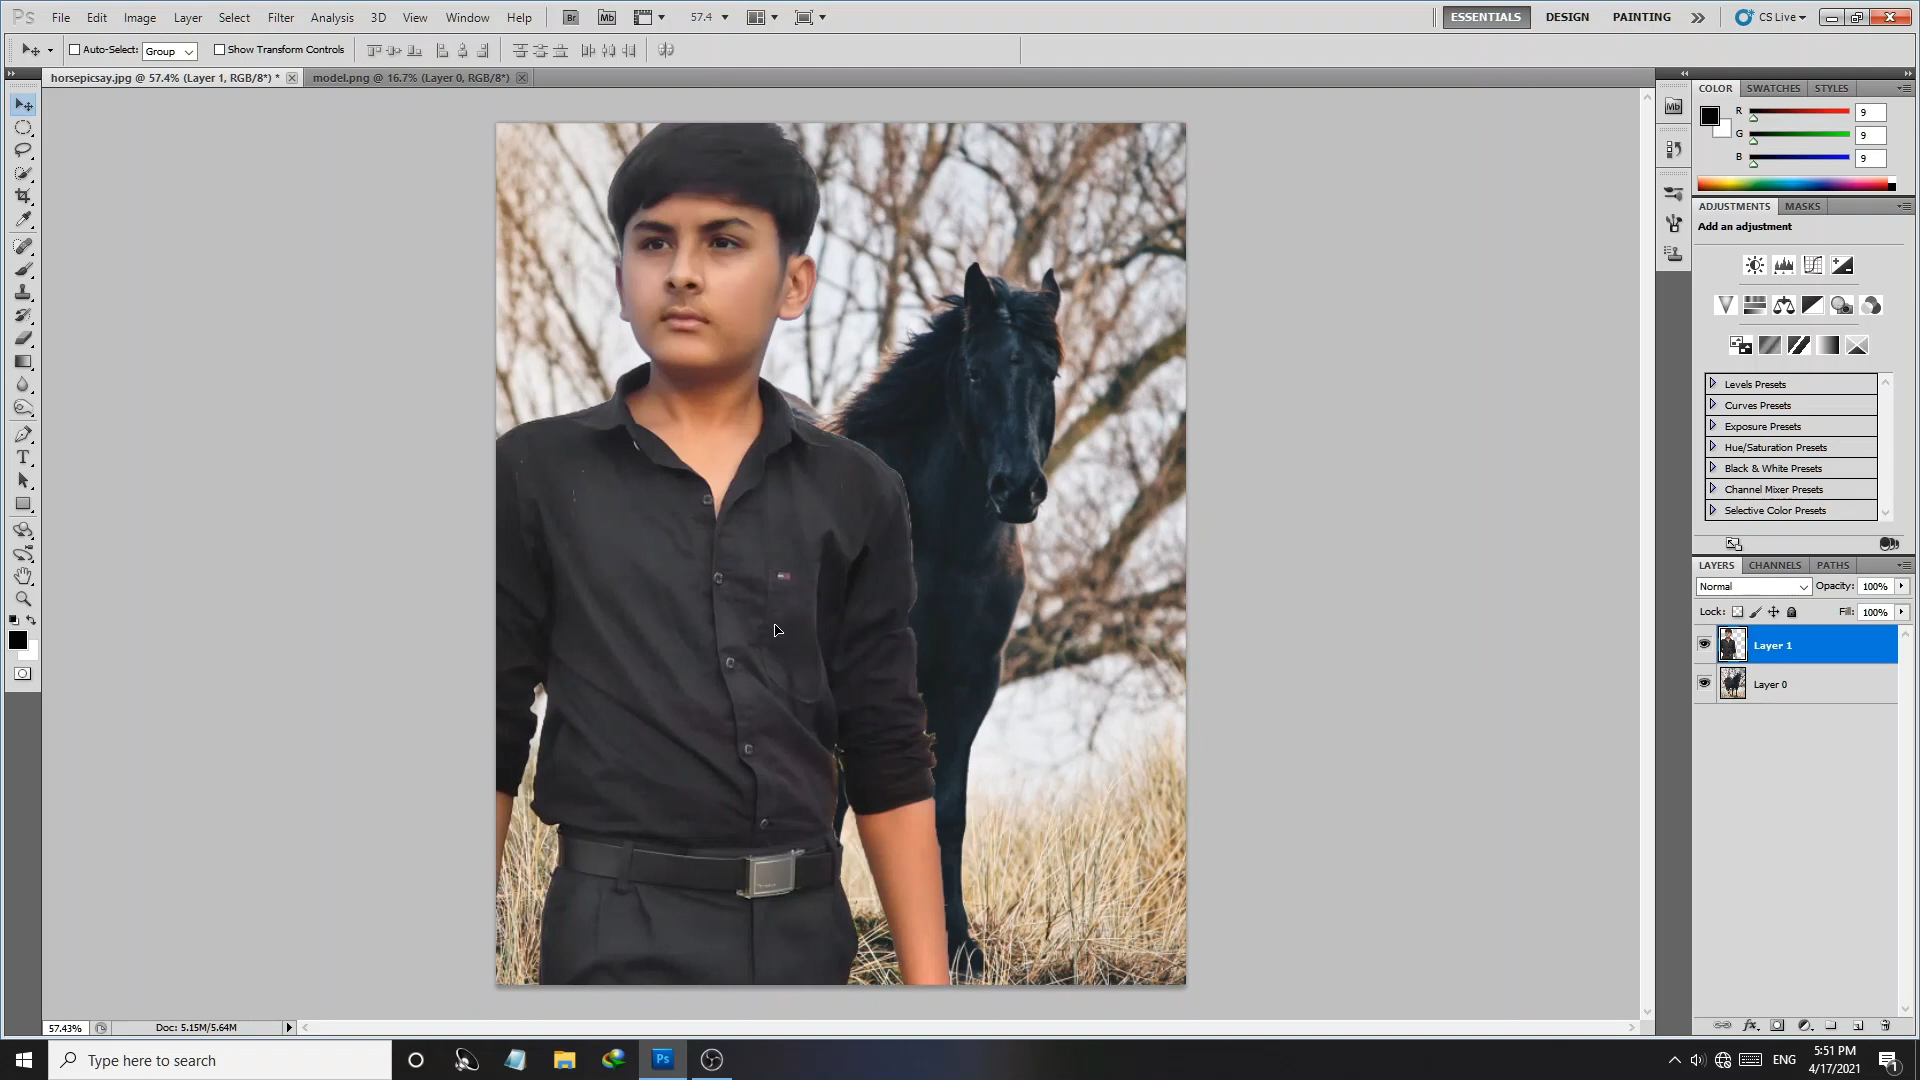 Ps File Edit Image Layer Select Filter Analysis 3D View Window Help Br Mb 57.4 ESSENTIALS DESIGN PAINTING CS Live
Auto-Select: Group Show Transform Controls
horsepicsay.jpg @ 57.4% (Layer 1, RGB/8*) * model.png @ 16.7% (Layer 0, RGB/8*)
COLOR SWATCHES STYLES
Mb
R 9
G 9
B 9
ADJUSTMENTS MASKS
Add an adjustment
Levels Presets
Curves Presets
Exposure Presets
Hue/Saturation Presets
Black & White Presets
Channel Mixer Presets
Selective Color Presets
LAYERS CHANNELS PATHS
Normal Opacity: 100%
Lock: Fill: 100%
Layer 1
Layer 0
57.43% Doc: 5.15M/5.64M
Type here to search Ps ENG 5:51 PM
4/17/2021
1